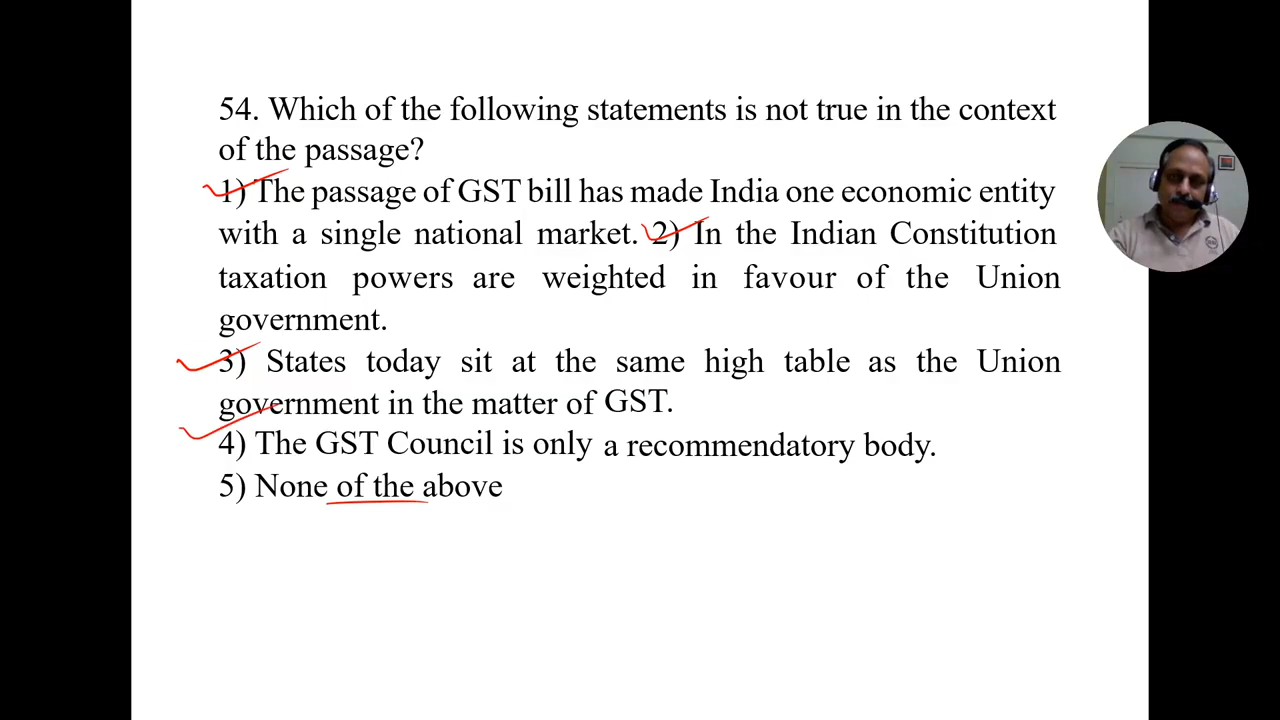 54. Which of the following statements is not true in the context
of the passage?
1) The passage of GST bill has made India one economic entity
with a single national market. 2) In the Indian Constitution
taxation powers are weighted in favour of the Union
government.
3) States today sit at the same high table as the Union
government in the matter of GST.
4) The GST Council is only a recommendatory body.
5) None of the above